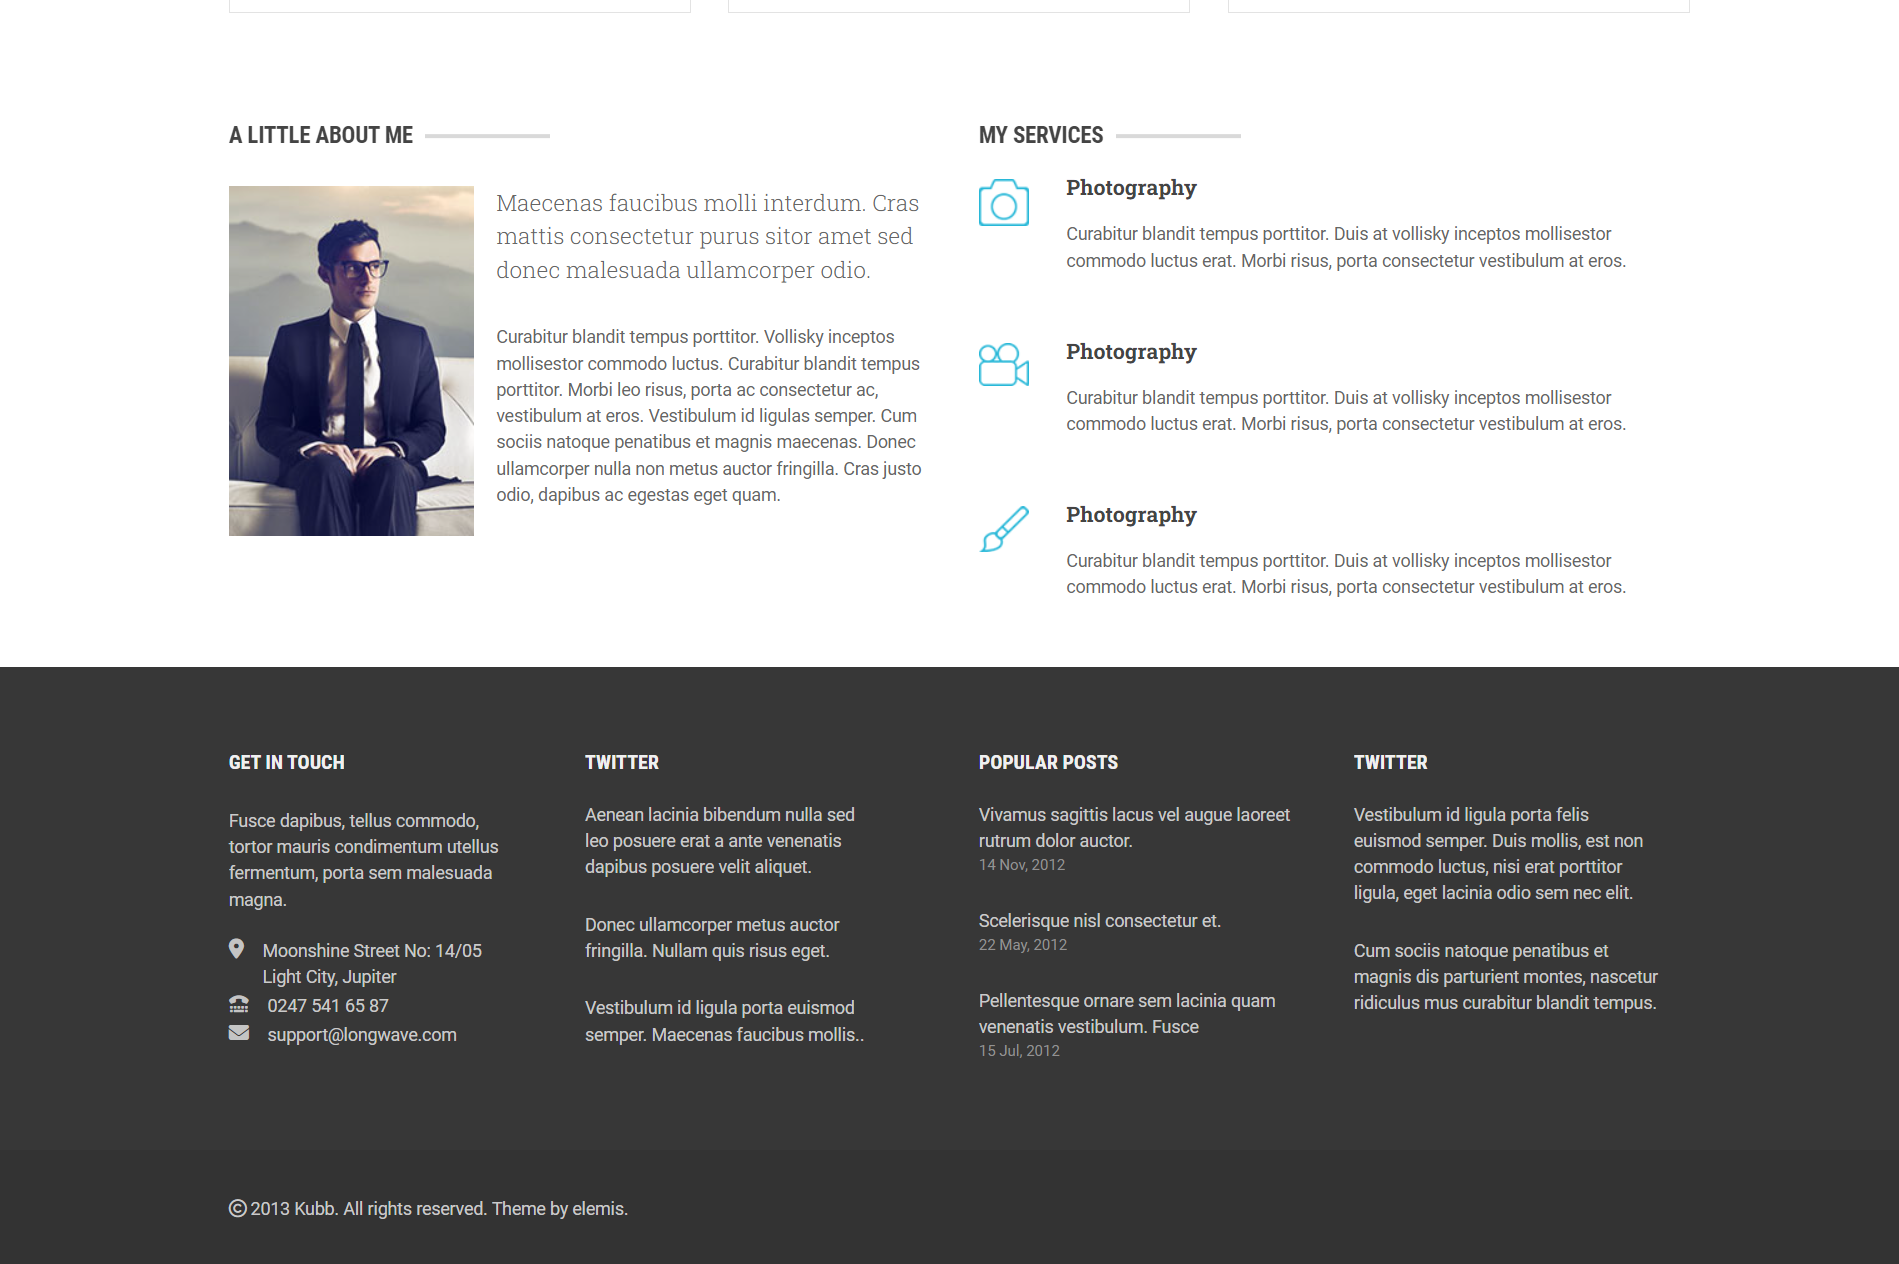 A LITTLE ABOUT ME
Maecenas faucibus molli interdum. Cras
mattis consectetur purus sitor amet sed
donec malesuada ullamcorper odio.
Curabitur blandit tempus porttitor. Vollisky inceptos
mollisestor commodo luctus. Curabitur blandit tempus
porttitor. Morbi leo risus, porta ac consectetur ac,
vestibulum at eros. Vestibulum id ligulas semper. Cum
sociis natoque penatibus et magnis maecenas. Donec
ullamcorper nulla non metus auctor fringilla. Cras justo
odio, dapibus ac egestas eget quam.
MY SERVICES
Photography
Curabitur blandit tempus porttitor. Duis at vollisky inceptos mollisestor
commodo luctus erat. Morbi risus, porta consectetur vestibulum at eros.
Photography
Curabitur blandit tempus porttitor. Duis at vollisky inceptos mollisestor
commodo luctus erat. Morbi risus, porta consectetur vestibulum at eros.
Photography
Curabitur blandit tempus porttitor. Duis at vollisky inceptos mollisestor
commodo luctus erat. Morbi risus, porta consectetur vestibulum at eros.
GET IN TOUCH
Fusce dapibus, tellus commodo,
tortor mauris condimentum utellus
fermentum, porta sem malesuada
magna.
Moonshine Street No: 14/05
Light City, Jupiter
0247 541 65 87
support@longwave.com
TWITTER
Aenean lacinia bibendum nulla sed
leo posuere erat a ante venenatis
dapibus posuere velit aliquet.
Donec ullamcorper metus auctor
fringilla. Nullam quis risus eget.
Vestibulum id ligula porta euismod
semper. Maecenas faucibus mollis..
POPULAR POSTS
Vivamus sagittis lacus vel augue laoreet
rutrum dolor auctor.
14 Nov, 2012
Scelerisque nisl consectetur et.
22 May, 2012
Pellentesque ornare sem lacinia quam
venenatis vestibulum. Fusce
15 Jul, 2012
TWITTER
Vestibulum id ligula porta felis
euismod semper. Duis mollis, est non
commodo luctus, nisi erat porttitor
ligula, eget lacinia odio sem nec elit.
Cum sociis natoque penatibus et
magnis dis parturient montes, nascetur
ridiculus mus curabitur blandit tempus.
© 2013 Kubb. All rights reserved. Theme by elemis.